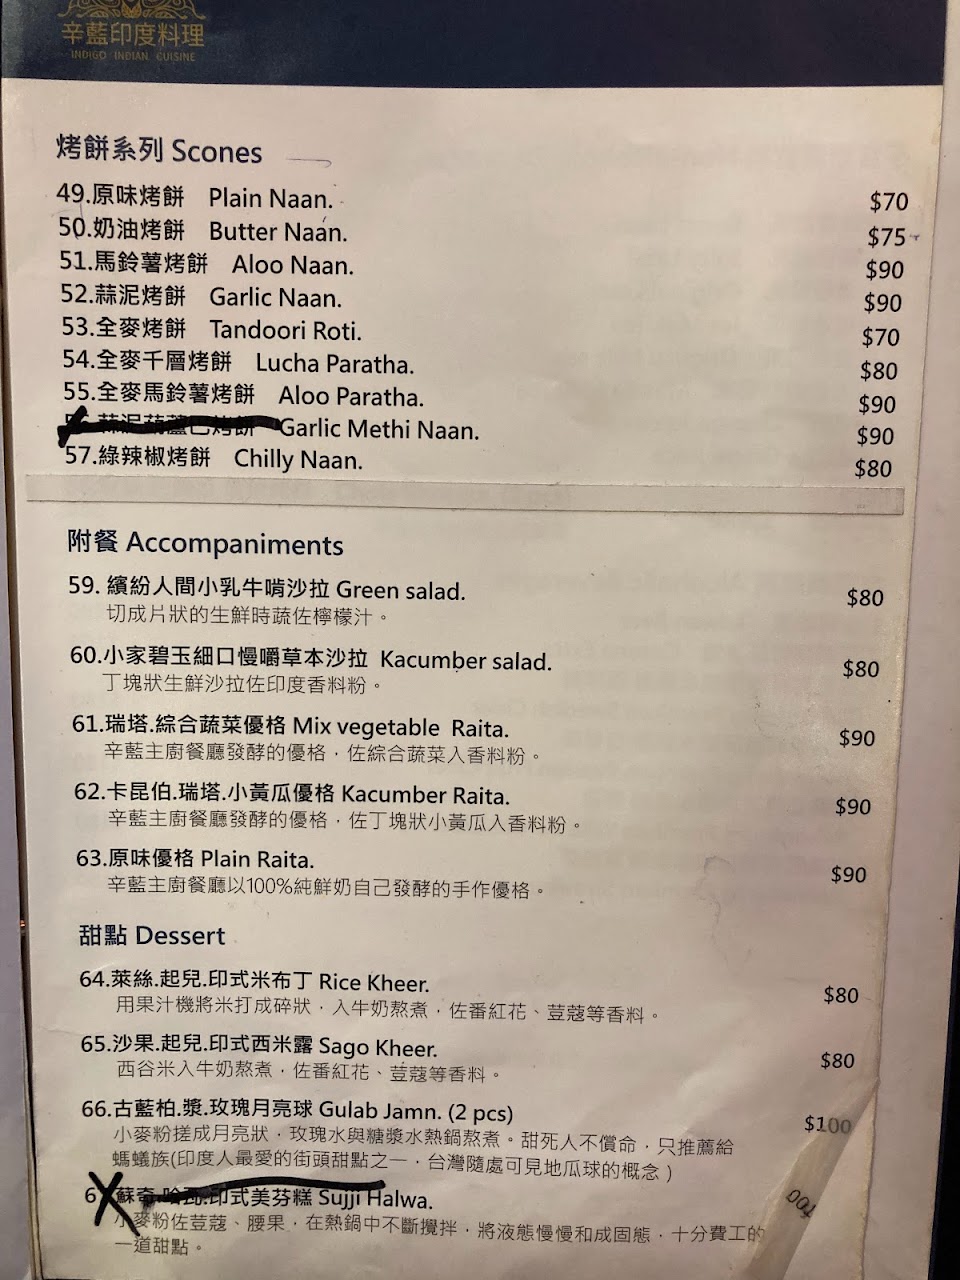 辛藍印度料理
INDIGO INDIAN CUISINE
烤餅系列 Scones
49.原味烤餅 Plain Naan. $70
50.奶油烤餅 Butter Naan. $75
51.馬鈴薯烤餅 Aloo Naan. $90
52.蒜泥烤餅 Garlic Naan. $90
53.全麥烤餅 Tandoori Roti. $70
54.全麥千層烤餅 Lucha Paratha. $80
55.全麥馬鈴薯烤餅 Aloo Paratha. $90
56.蒜泥葫蘆巴烤餅 Garlic Methi Naan. $90
57.綠辣椒烤餅 Chilly Naan. $80
附餐 Accompaniments
59. 繽紛人間小乳牛啃沙拉 Green salad. $80
切成片狀的生鮮時蔬佐檸檬汁。
60.小家碧玉細口慢嚼草本沙拉 Kacumber salad. $80
丁塊狀生鮮沙拉佐印度香料粉。
61.瑞塔.綜合蔬菜優格 Mix vegetable Raita. $90
辛藍主廚餐廳發酵的優格，佐綜合蔬菜入香料粉。
62.卡昆伯.瑞塔.小黃瓜優格 Kacumber Raita. $90
辛藍主廚餐廳發酵的優格，佐丁塊狀小黃瓜入香料粉。
63.原味優格 Plain Raita. $90
辛藍主廚餐廳以100%純鮮奶自己發酵的手作優格。
甜點 Dessert
64.萊絲.起兒.印式米布丁 Rice Kheer. $80
用果汁機將米打成碎狀，入牛奶熬煮，佐番紅花、荳蔻等香料。
65.沙果.起兒.印式西米露 Sago Kheer. $80
西谷米入牛奶熬煮，佐番紅花、荳蔻等香料。
66.古藍柏.漿.玫瑰月亮球 Gulab Jamn. (2 pcs) $100
小麥粉搓成月亮狀，玫瑰水與糖漿水熱鍋熬煮。甜死人不償命，只推薦給
螞蟻族(印度人最愛的街頭甜點之一，台灣隨處可見地瓜球的概念)
6 蘇奇.哈瓦.印式美芬糕 Sujji Halwa. 100
小麥粉佐荳蔻、腰果，在熱鍋中不斷攪拌，將液態慢慢和成固態，十分費工的
一道甜點。